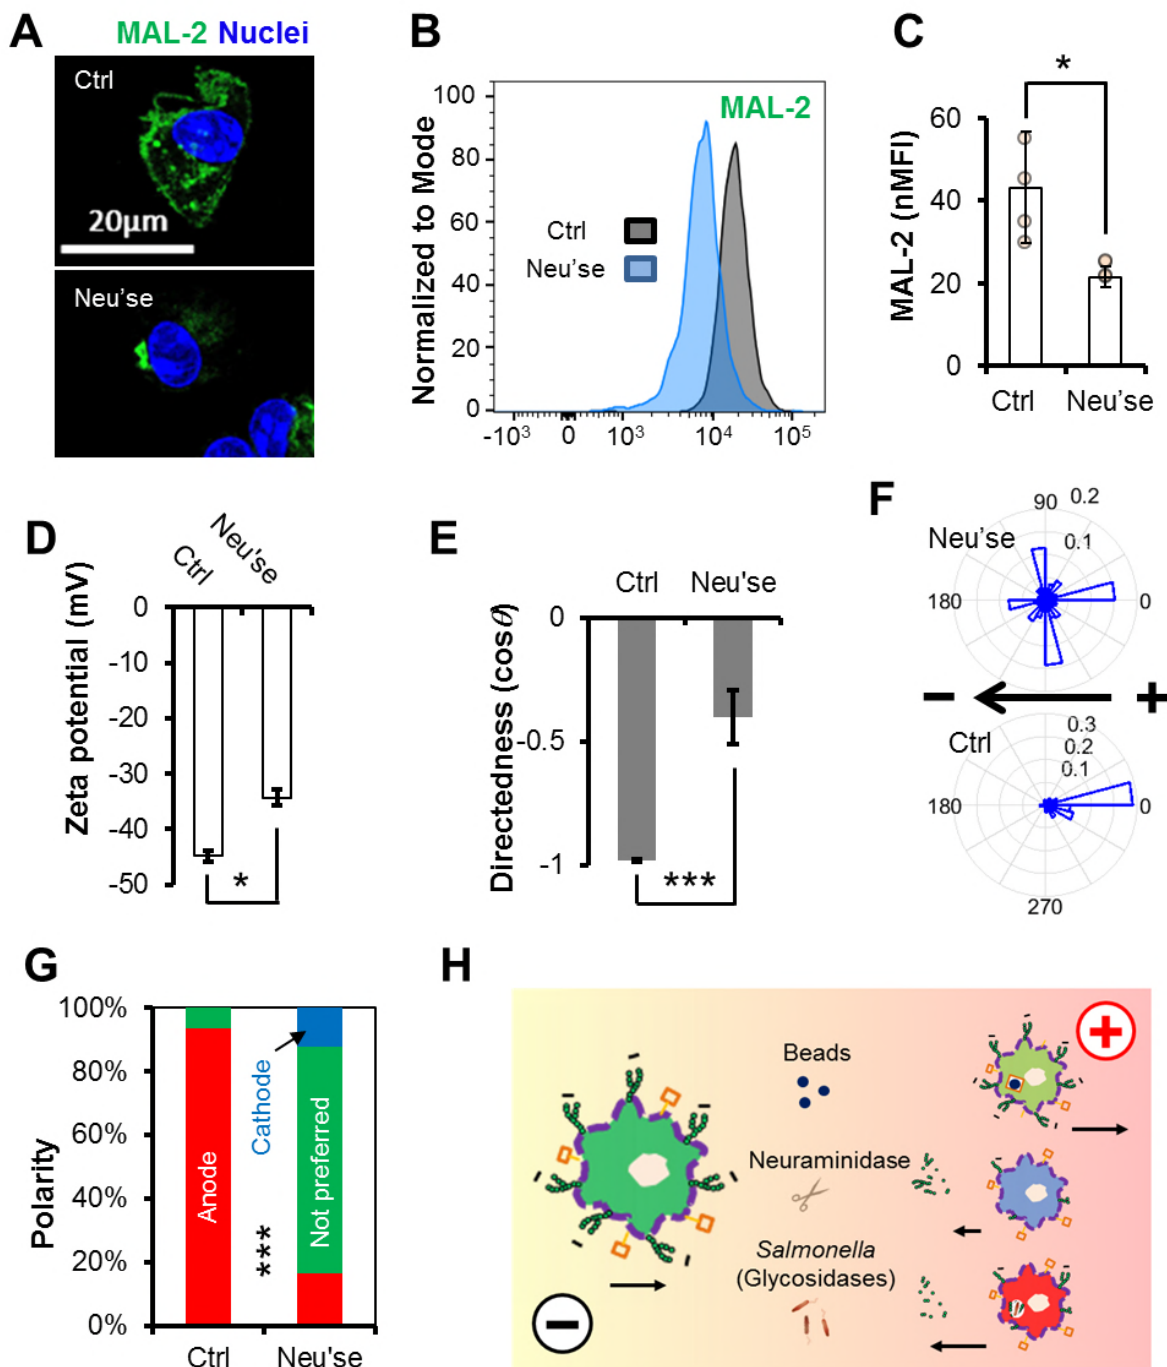 A
MAL-2 Nuclei
Ctrl
20µm
Neu'se
B
Normalized to Mode
100
80
60
40
20
0
MAL-2
Ctrl
Neu'se
-10³ 0 10³ 10⁴ 10⁵
C
*
MAL-2 (nMFI)
60
40
20
0
Ctrl Neu'se
D
Ctrl Neu'se
Zeta potential (mV)
0
-10
-20
-30
-40
-50
*
E
Ctrl Neu'se
Directedness (cosθ)
0
-0.5
-1
***
F
Neu'se
90 0.2
0.1
180 0
− +
Ctrl
0.3
0.2
0.1
180 0
270
G
Polarity
100%
80%
60%
40%
20%
0%
Anode
Cathode
***
Not preferred
Ctrl Neu'se
H
+
Beads
Neuraminidase
Salmonella
(Glycosidases)
−